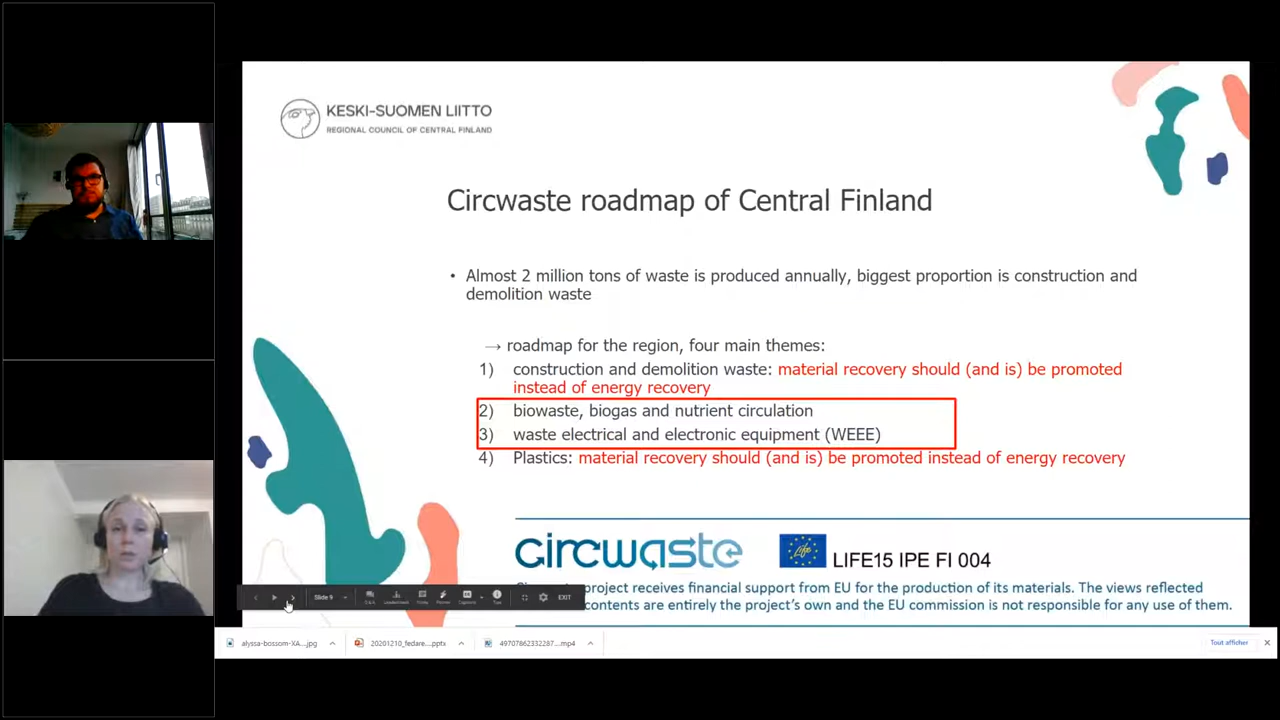 KESKI-SUOMEN LIITTO
REGIONAL COUNCIL OF CENTRAL FINLAND
Circwaste roadmap of Central Finland
• Almost 2 million tons of waste is produced annually, biggest proportion is construction and
demolition waste
→ roadmap for the region, four main themes:
1) construction and demolition waste: material recovery should (and is) be promoted
instead of energy recovery
2) biowaste, biogas and nutrient circulation
3) waste electrical and electronic equipment (WEEE)
4) Plastics: material recovery should (and is) be promoted instead of energy recovery
circwaste
Life
LIFE15 IPE FI 004
project receives financial support from EU for the production of its materials. The views reflected
contents are entirely the project's own and the EU commission is not responsible for any use of them.
Slide 9
Q & A
Notes
Pointer
Captions
Tips
EXIT
alyssa-bossom-XA....jpg
20201210_fedare....pptx
49707862332287....mp4
Tout afficher